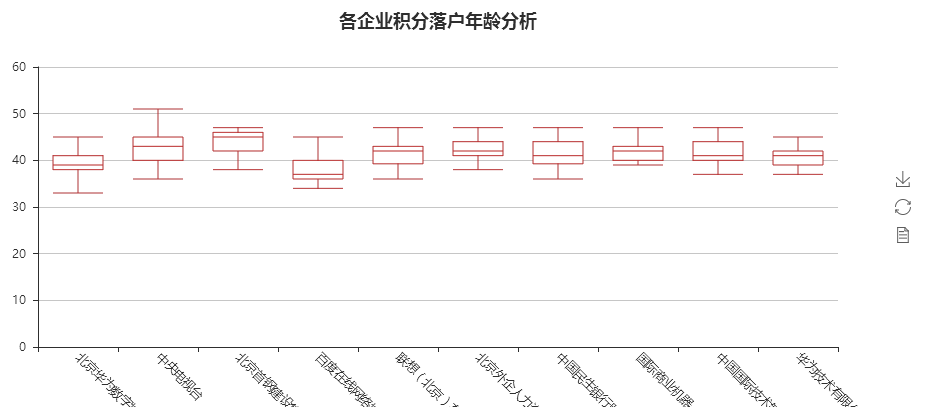 各企业积分落户年龄分析
60
50
40
30
20
10
0
北京华为数字
中央电视台
北京首钢建设
百度在线网络
联想（北京）
北京外企人力
中国民生银行
国际商业机器
中国国际技术
华为技术有限